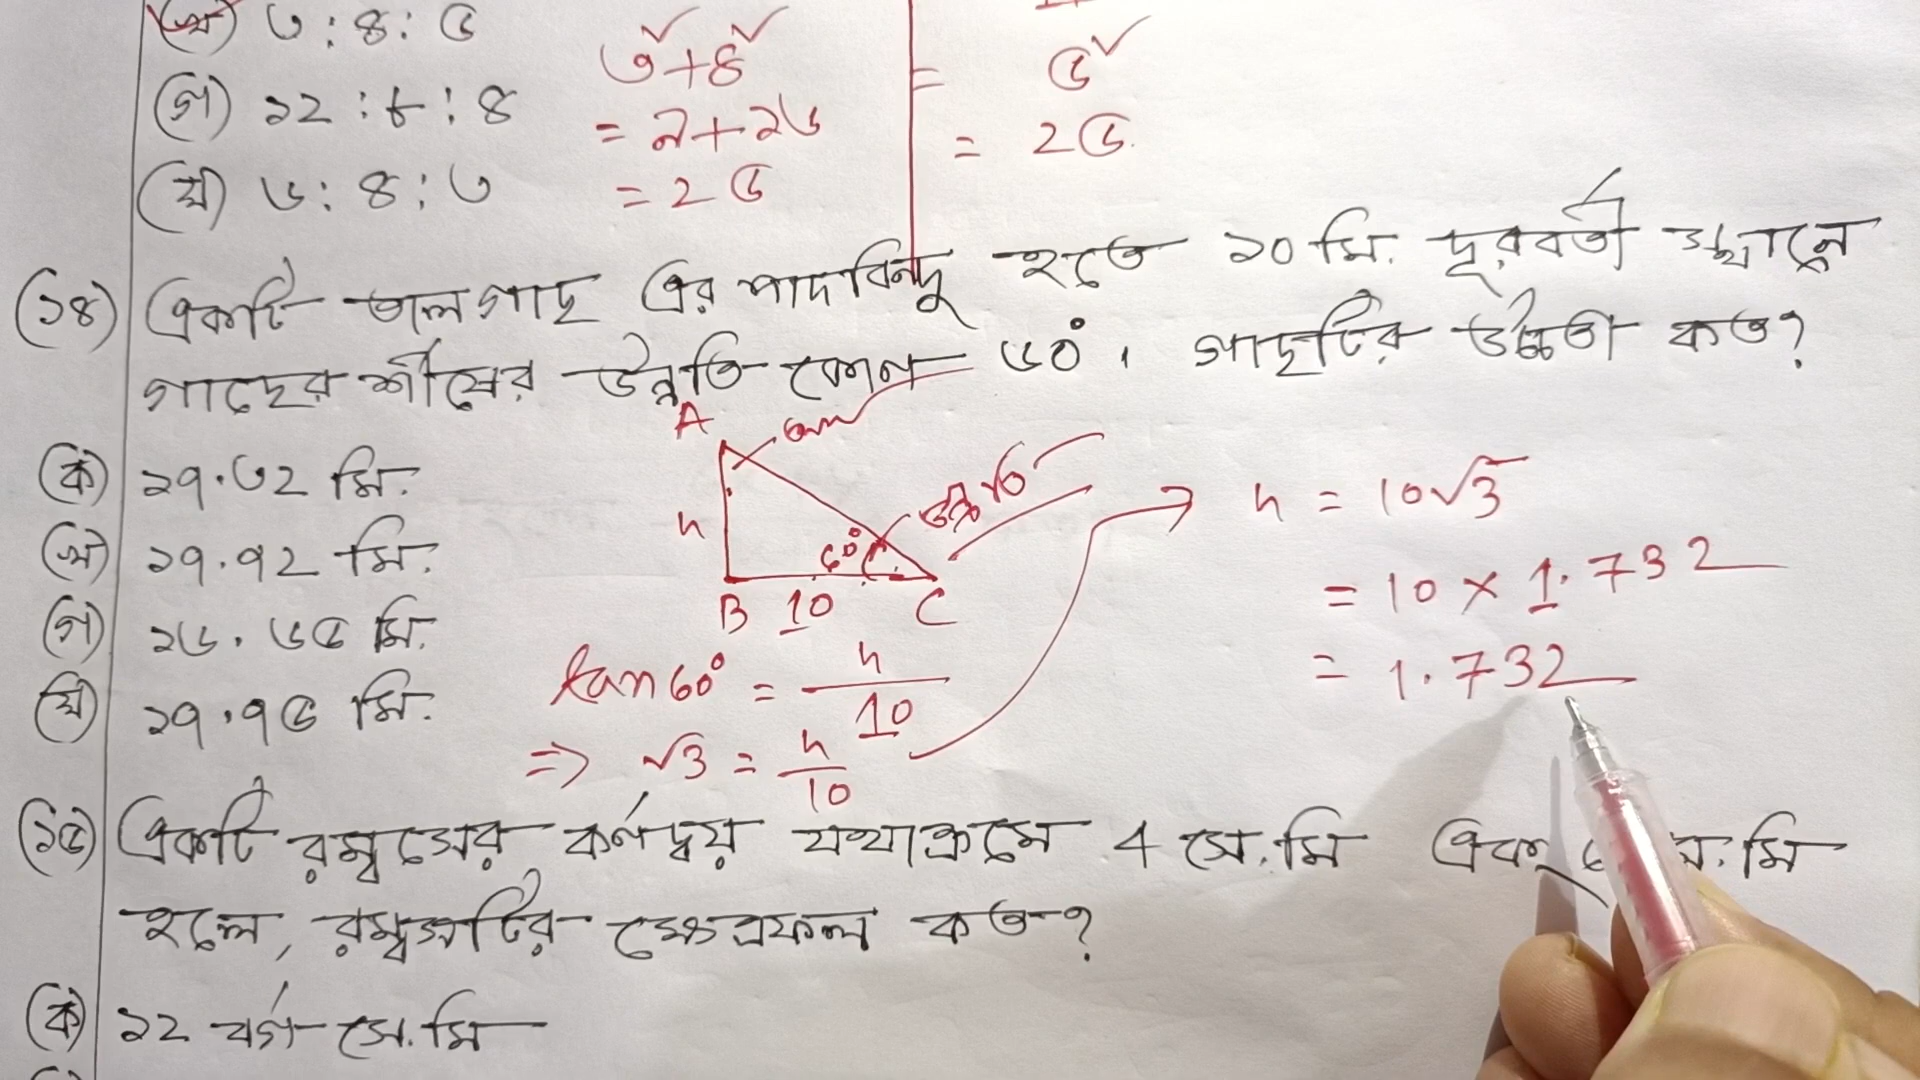 (খ) ৩ : ৪ : ৫
(গ) ১২ : ৮ : ৪
(ঘ) ৬ : ৪ : ৩
৩ + ৪ = ৫
= ৯ + ১৬ = ২৫
= ২৫
(১৪) একটি তালগাছ এর পাদবিন্দু হতে ১০ মি. দূরবর্তী স্থানে
গাছের শীর্ষের উন্নতি কোন ৬০°। গাছটির উচ্চতা কত?
(ক) ১৭.৩২ মি.
(খ) ১৭.৭২ মি.
(গ) ১৬.৬৫ মি.
(ঘ) ১৭.৭৫ মি.
A
h
60°
B 10 C
tan60° = h/10
=> √3 = h/10
h = 10√3
= 10 × 1.732
= 1.732
(১৫) একটি রম্বসের কর্ণদ্বয় যথাক্রমে 4 সে.মি এবং মি
হলে, রম্বসটির ক্ষেত্রফল কত?
(ক) ১২ বর্গ সে.মি